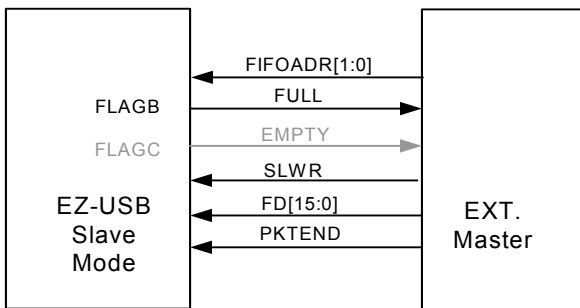 FIFOADR[1:0]
FLAGB
FULL
FLAGC
EMPTY
SLWR
FD[15:0]
PKTEND
EZ-USB
Slave
Mode
EXT.
Master